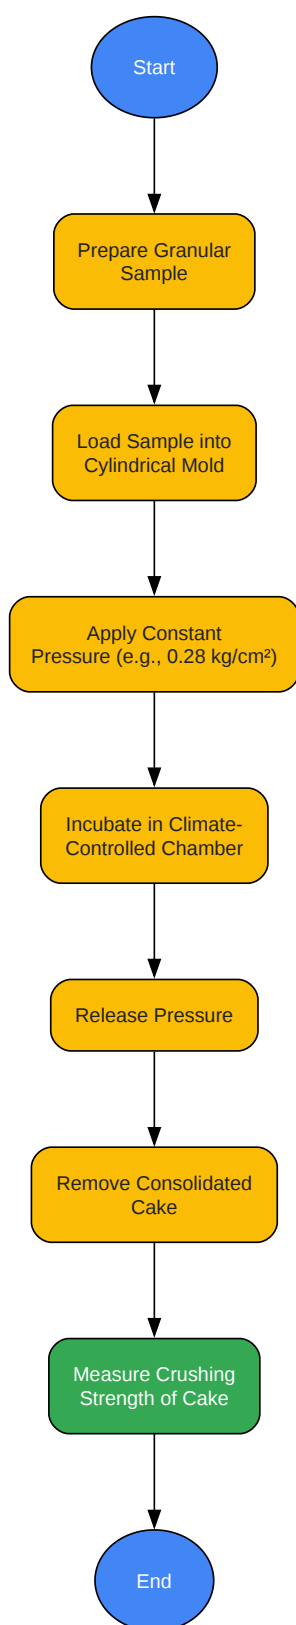 Start
Prepare Granular
Sample
Load Sample into
Cylindrical Mold
Apply Constant
Pressure (e.g., 0.28 kg/cm²)
Incubate in Climate-
Controlled Chamber
Release Pressure
Remove Consolidated
Cake
Measure Crushing
Strength of Cake
End